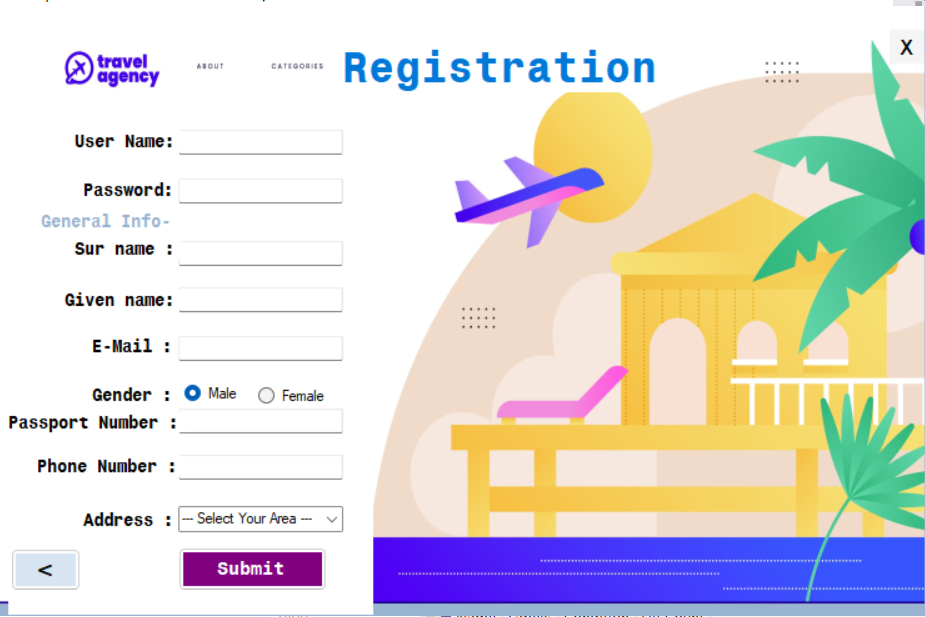 travel
agency
ABOUT CATEGORIES Registration
X
User Name:
Password:
General Info-
Sur name :
Given name:
E-Mail :
Gender : Male Female
Passport Number :
Phone Number :
Address : --- Select Your Area ---
< Submit